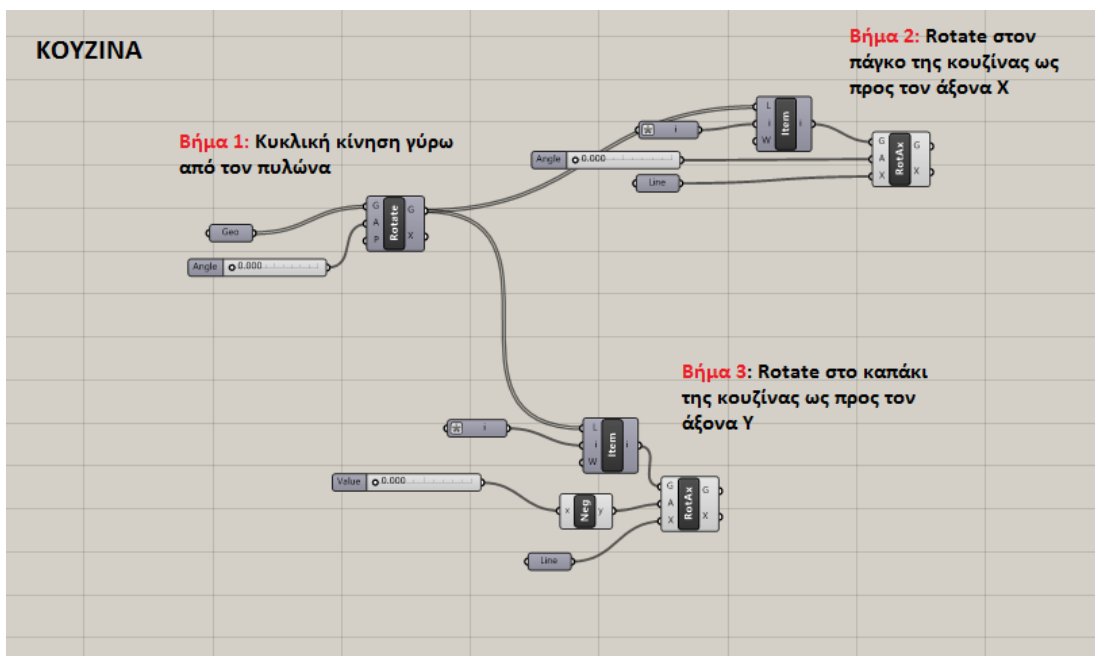 ΚΟΥΖΙΝΑ
Βήμα 1: Κυκλική κίνηση γύρω
από τον πυλώνα
Geo
Angle 0.000
G
A
P
Rotate
G
X
Βήμα 2: Rotate στον
πάγκο της κουζίνας ως
προς τον άξονα Χ
i
Angle 0.000
Line
L
i
W
Item
i
G
A
X
RotAx
G
X
Βήμα 3: Rotate στο καπάκι
της κουζίνας ως προς τον
άξονα Υ
i
Value 0.000
Line
L
i
W
Item
i
x
Neg
y
G
A
X
RotAx
G
X